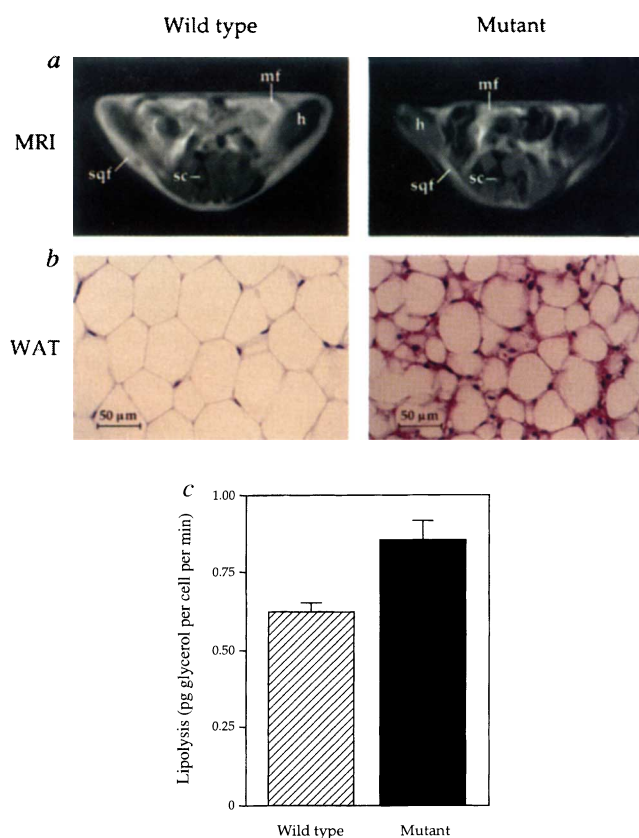 Wild type Mutant
a
MRI
mf
h
sqf
sc
mf
h
sqf
sc
b
WAT
50 µm
50 µm
c
Lipolysis (pg glycerol per cell per min)
1.00
0.75
0.50
0.25
0
Wild type Mutant